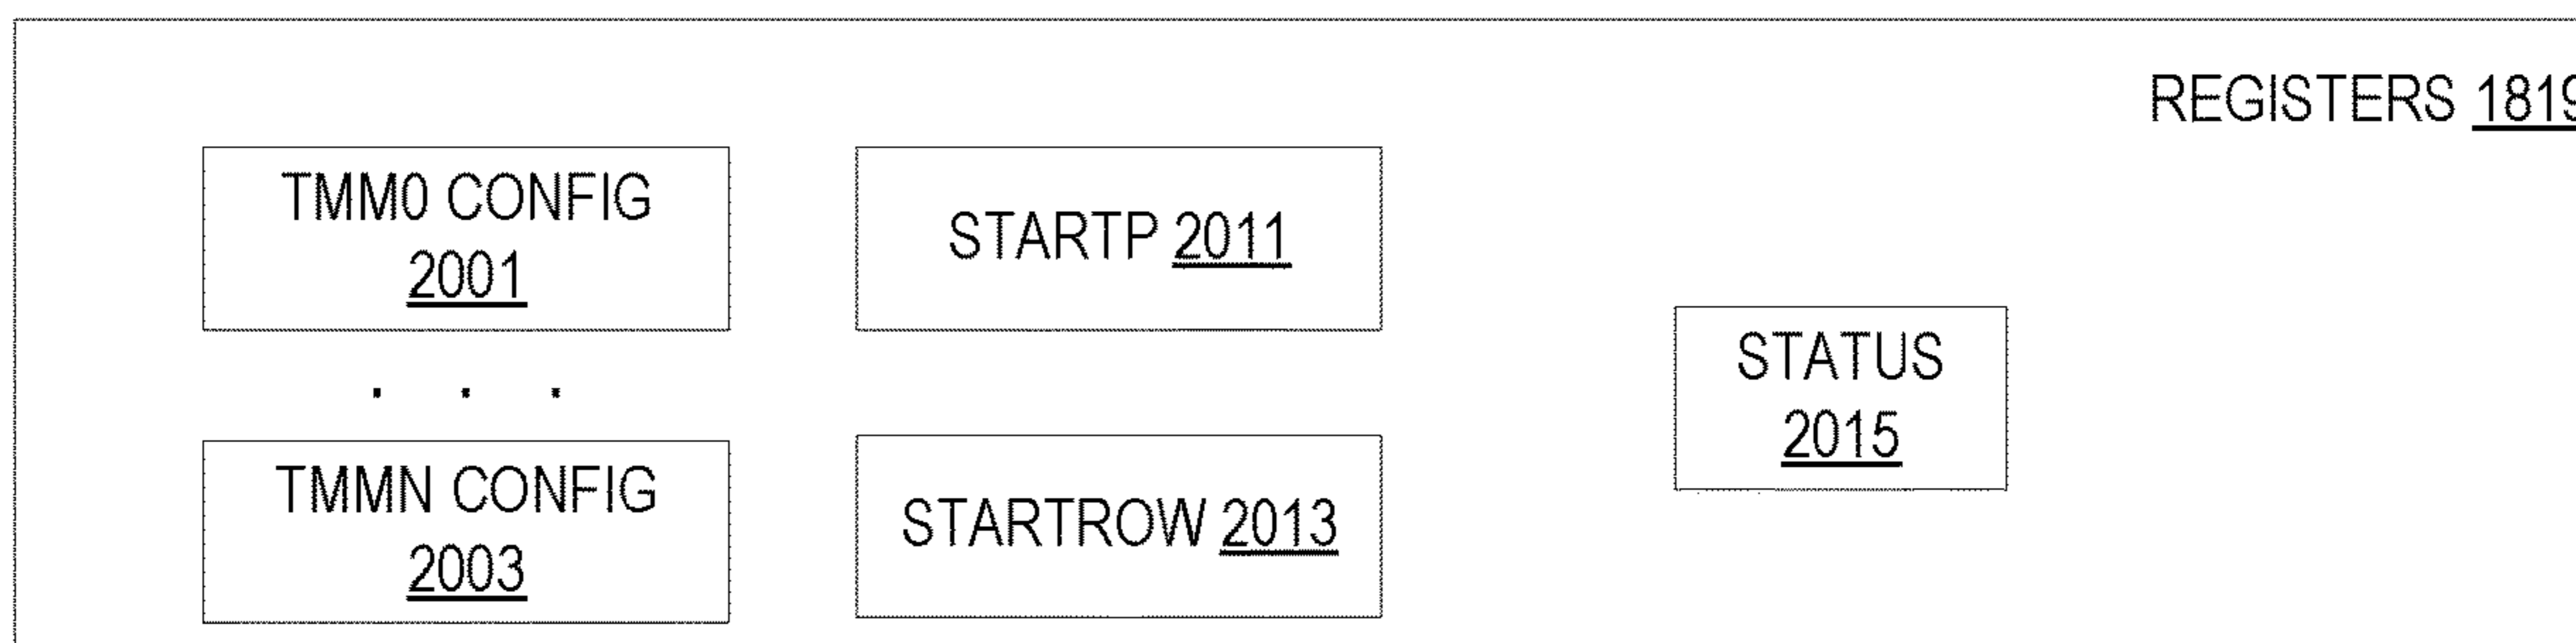 REGISTERS 1819
TMM0 CONFIG
2001
STARTP 2011
. . .
TMMN CONFIG
2003
STARTROW 2013
STATUS
2015